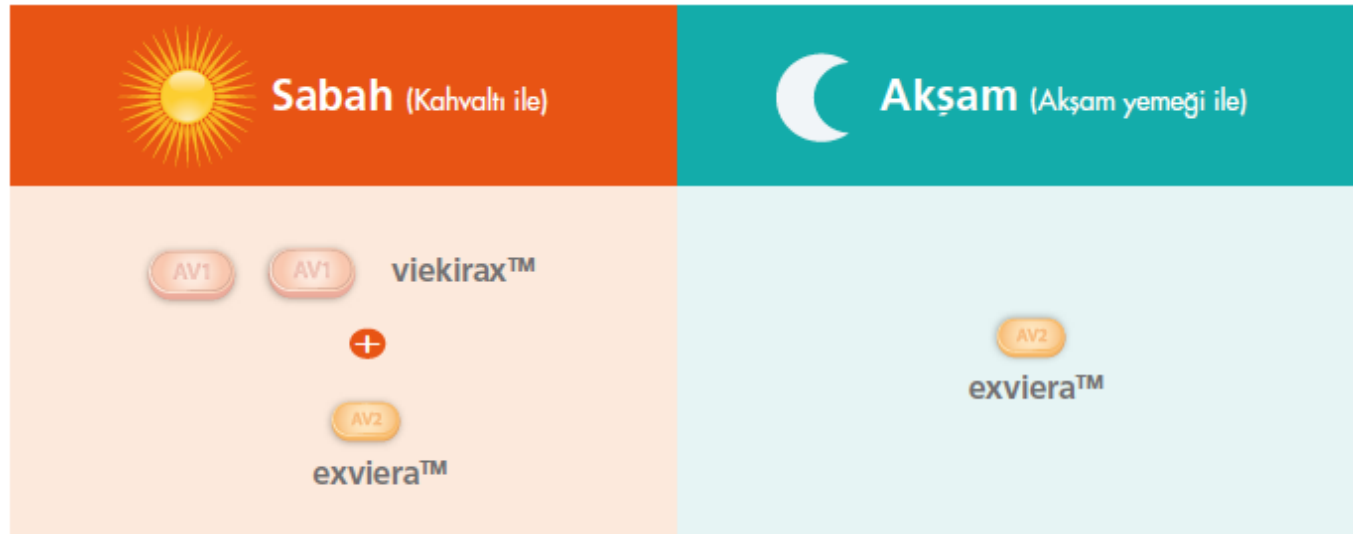 Sabah (Kahvaltı ile)
Akşam (Akşam yemeği ile)
AV1 AV1 viekirax™
+
AV2
exviera™
AV2
exviera™